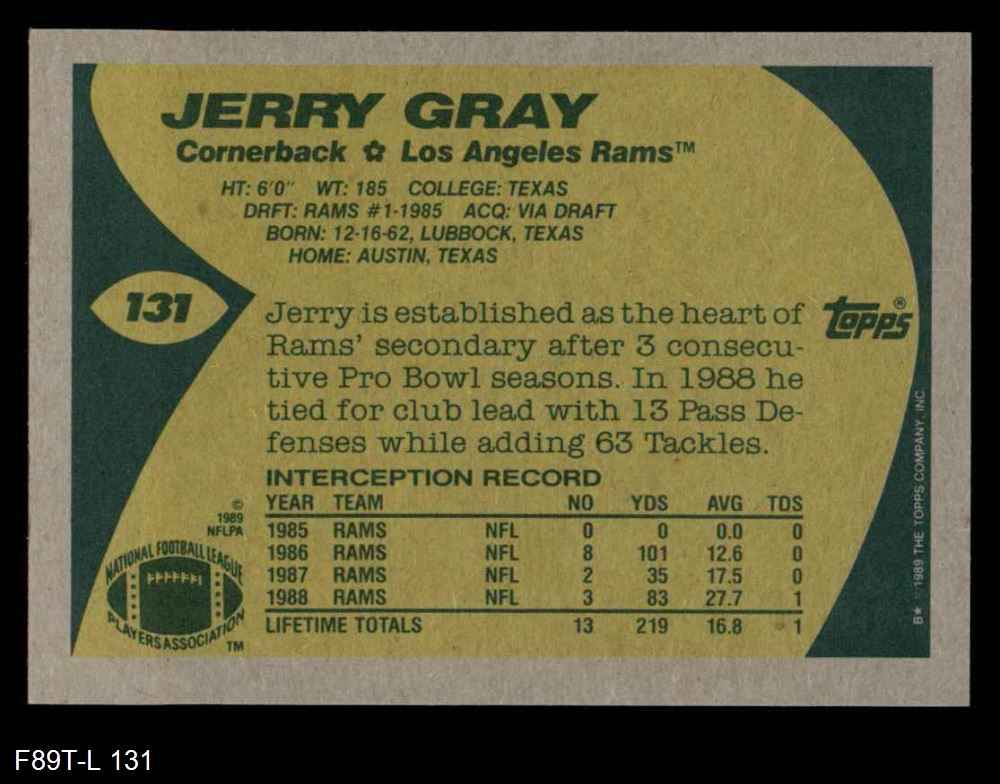 JERRY GRAY
Cornerback ✩ Los Angeles Rams™
HT: 6'0" WT: 185 COLLEGE: TEXAS
DRFT: RAMS #1-1985 ACQ: VIA DRAFT
BORN: 12-16-62, LUBBOCK, TEXAS
HOME: AUSTIN, TEXAS
131
Jerry is established as the heart of
Rams' secondary after 3 consecu-
tive Pro Bowl seasons. In 1988 he
tied for club lead with 13 Pass De-
fenses while adding 63 Tackles.
TOPPS®
INTERCEPTION RECORD
YEAR TEAM NO YDS AVG TDS
1985 RAMS NFL 0 0 0.0 0
1986 RAMS NFL 8 101 12.6 0
1987 RAMS NFL 2 35 17.5 0
1988 RAMS NFL 3 83 27.7 1
LIFETIME TOTALS 13 219 16.8 1
©
1989
NFLPA
NATIONAL FOOTBALL LEAGUE
PLAYERS ASSOCIATION
TM
B* ©1989 THE TOPPS COMPANY, INC.
F89T-L 131